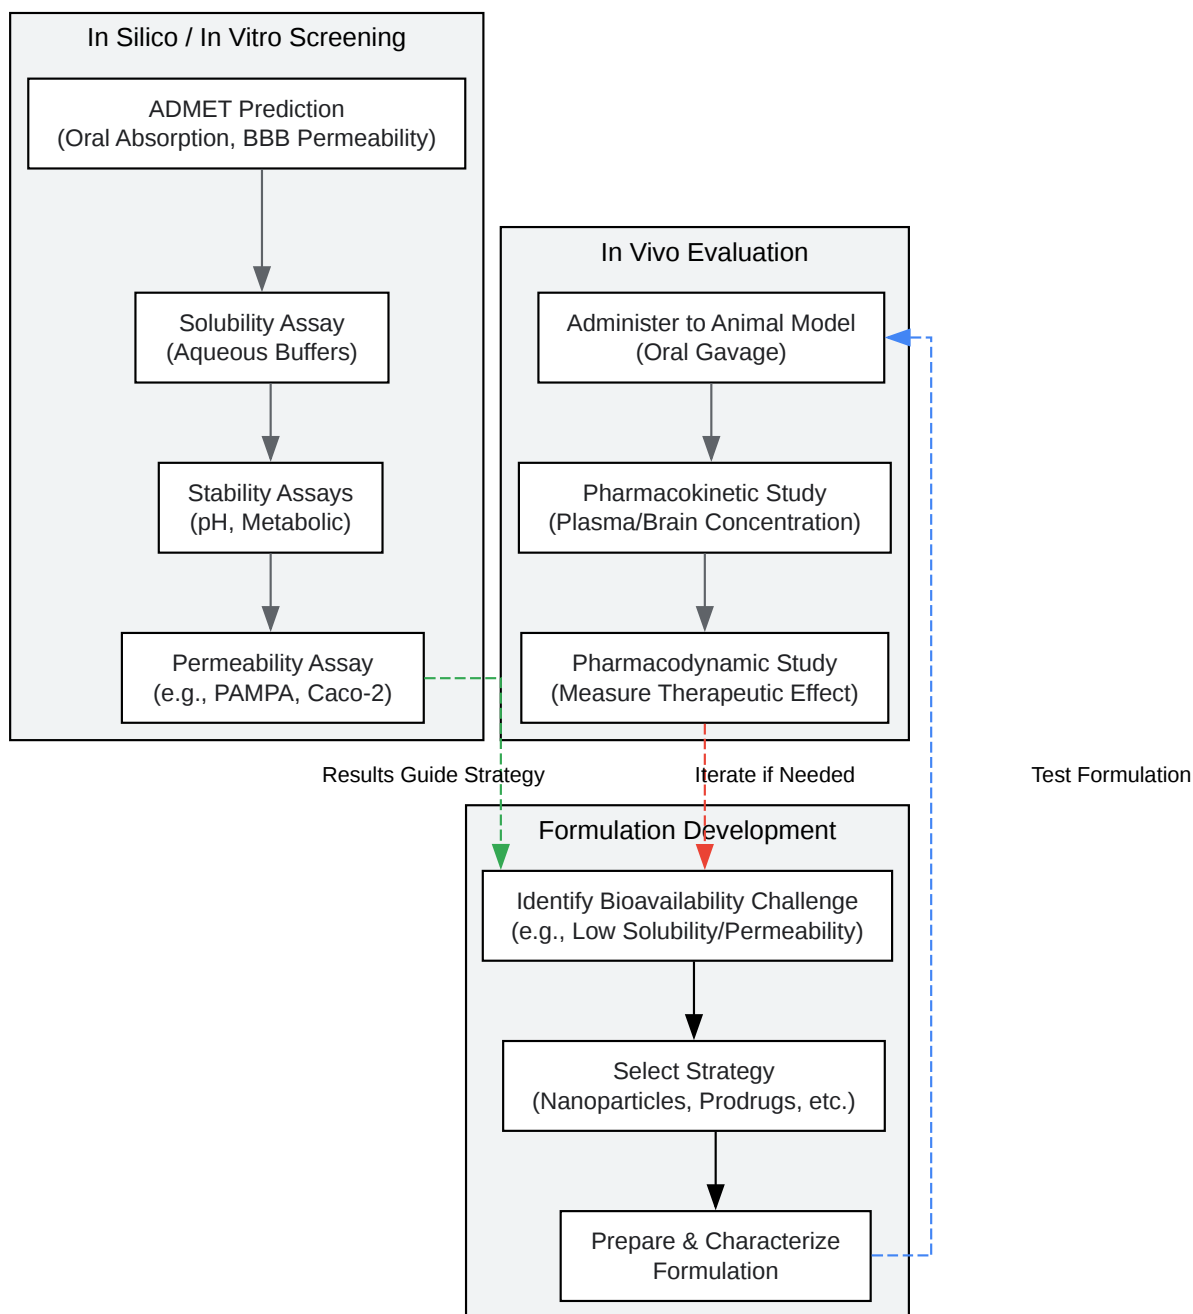 In Silico / In Vitro Screening
ADMET Prediction
(Oral Absorption, BBB Permeability)
Solubility Assay
(Aqueous Buffers)
Stability Assays
(pH, Metabolic)
Permeability Assay
(e.g., PAMPA, Caco-2)
In Vivo Evaluation
Administer to Animal Model
(Oral Gavage)
Pharmacokinetic Study
(Plasma/Brain Concentration)
Pharmacodynamic Study
(Measure Therapeutic Effect)
Results Guide Strategy
Iterate if Needed
Test Formulation
Formulation Development
Identify Bioavailability Challenge
(e.g., Low Solubility/Permeability)
Select Strategy
(Nanoparticles, Prodrugs, etc.)
Prepare & Characterize
Formulation